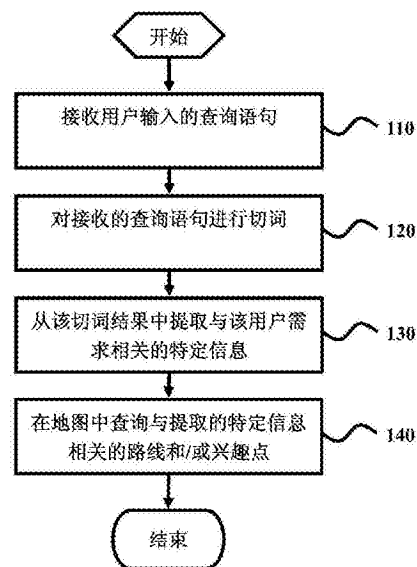 开始
接收用户输入的查询语句
110
对接收的查询语句进行切词
120
从该切词结果中提取与该用户需
求相关的特定信息
130
在地图中查询与提取的特定信息
相关的路线和/或兴趣点
140
结束